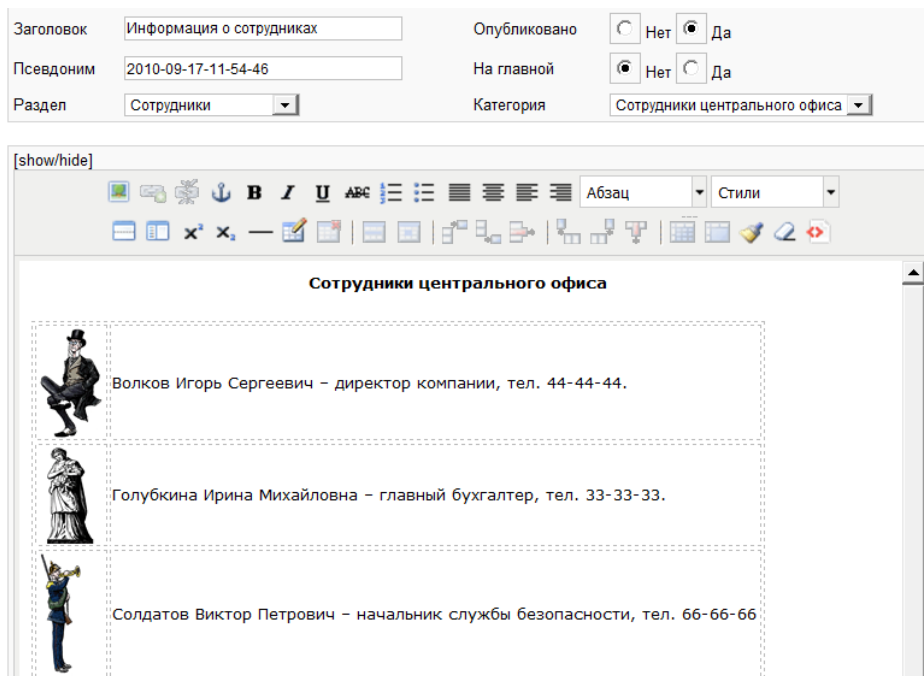 Заголовок Информация о сотрудниках Опубликовано Нет Да
Псевдоним 2010-09-17-11-54-46 На главной Нет Да
Раздел Сотрудники Категория Сотрудники центрального офиса
[show/hide]
B I U ABC Абзац Стили
x² x₂
Сотрудники центрального офиса
Волков Игорь Сергеевич – директор компании, тел. 44-44-44.
Голубкина Ирина Михайловна – главный бухгалтер, тел. 33-33-33.
Солдатов Виктор Петрович – начальник службы безопасности, тел. 66-66-66